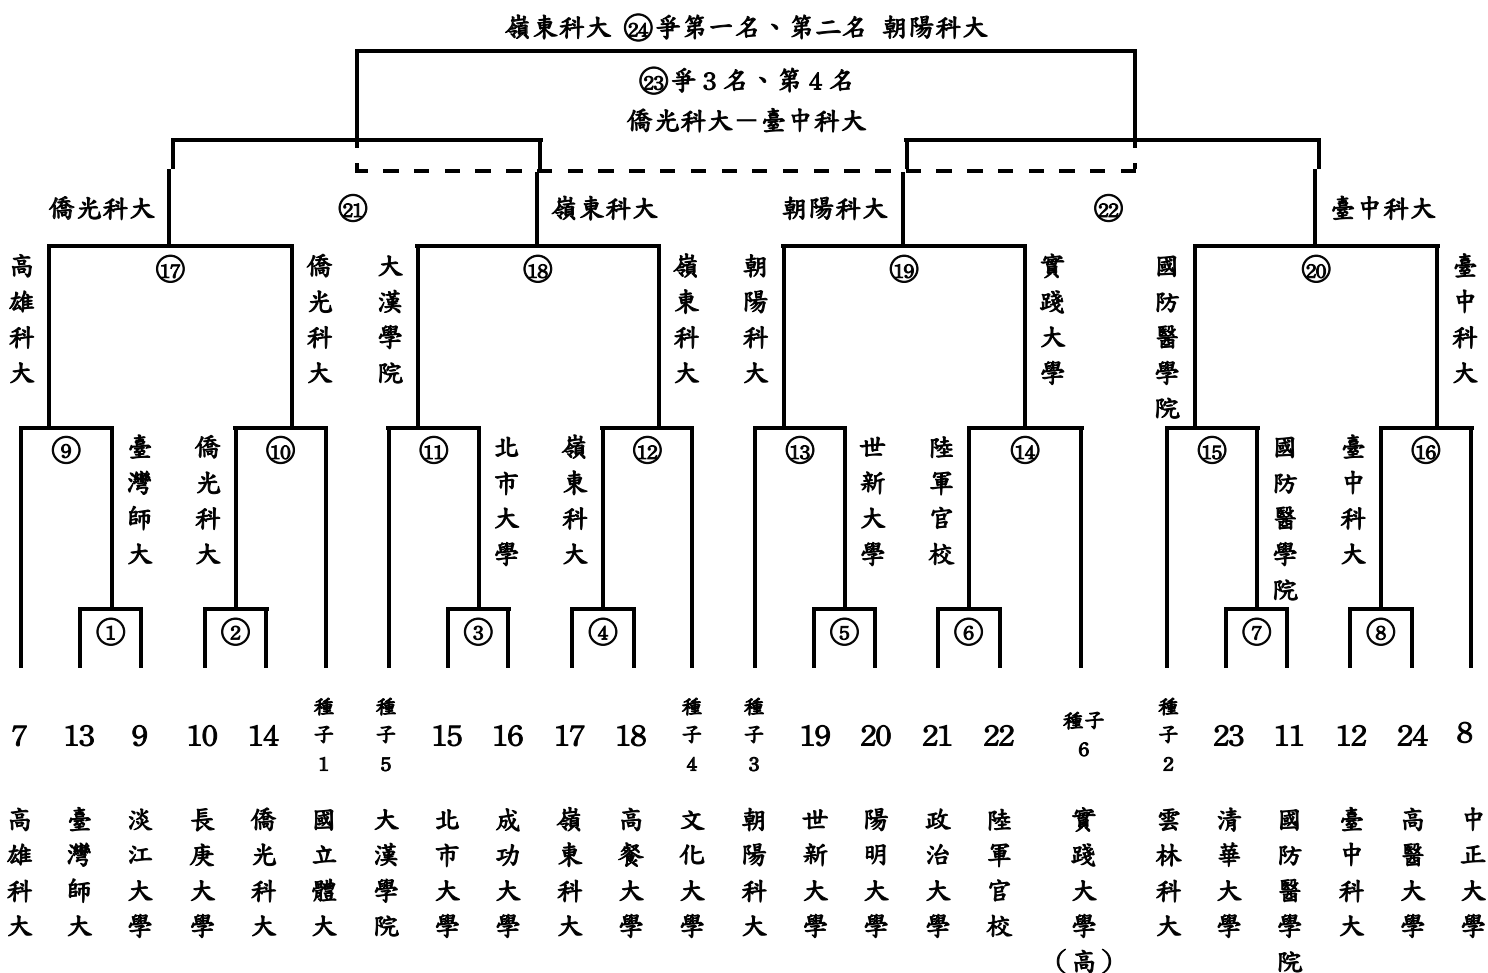 嶺東科大 ㉔爭第一名、第二名 朝陽科大
㉓爭3名、第4名
僑光科大－臺中科大
僑光科大
㉑
嶺東科大
朝陽科大
㉒
臺中科大
高雄科大
⑰
僑光科大
大漢學院
⑱
嶺東科大
朝陽科大
⑲
實踐大學
國防醫學院
⑳
臺中科大
⑨
臺灣師大
僑光科大
⑩
⑪
北市大學
嶺東科大
⑫
⑬
世新大學
陸軍官校
⑭
⑮
國防醫學院
臺中科大
⑯
①
②
③
④
⑤
⑥
⑦
⑧
7
13
9
10
14
種子1
種子5
15
16
17
18
種子4
種子3
19
20
21
22
種子
6
種子2
23
11
12
24
8
高雄科大
臺灣師大
淡江大學
長庚大學
僑光科大
國立體大
大漢學院
北市大學
成功大學
嶺東科大
高餐大學
文化大學
朝陽科大
世新大學
陽明大學
政治大學
陸軍官校
實踐大學(高)
雲林科大
清華大學
國防醫學院
臺中科大
高醫大學
中正大學